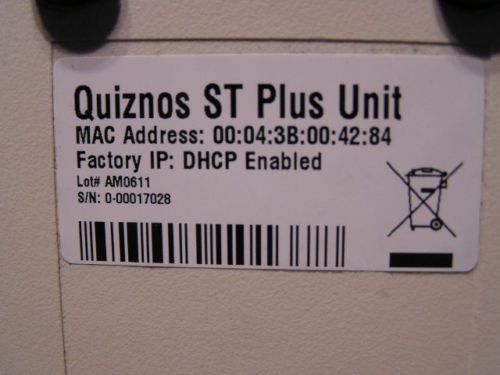 Quiznos ST Plus Unit
MAC Address: 00:04:3B:00:42:84
Factory IP: DHCP Enabled
Lot# AM0611
S/N: 0-00017028